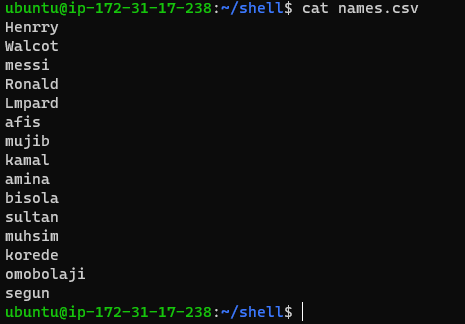 ubuntu@ip-172-31-17-238:~/shell$ cat names.csv
Henrry
Walcot
messi
Ronald
Lmpard
afis
mujib
kamal
amina
bisola
sultan
muhsim
korede
omobolaji
segun
ubuntu@ip-172-31-17-238:~/shell$